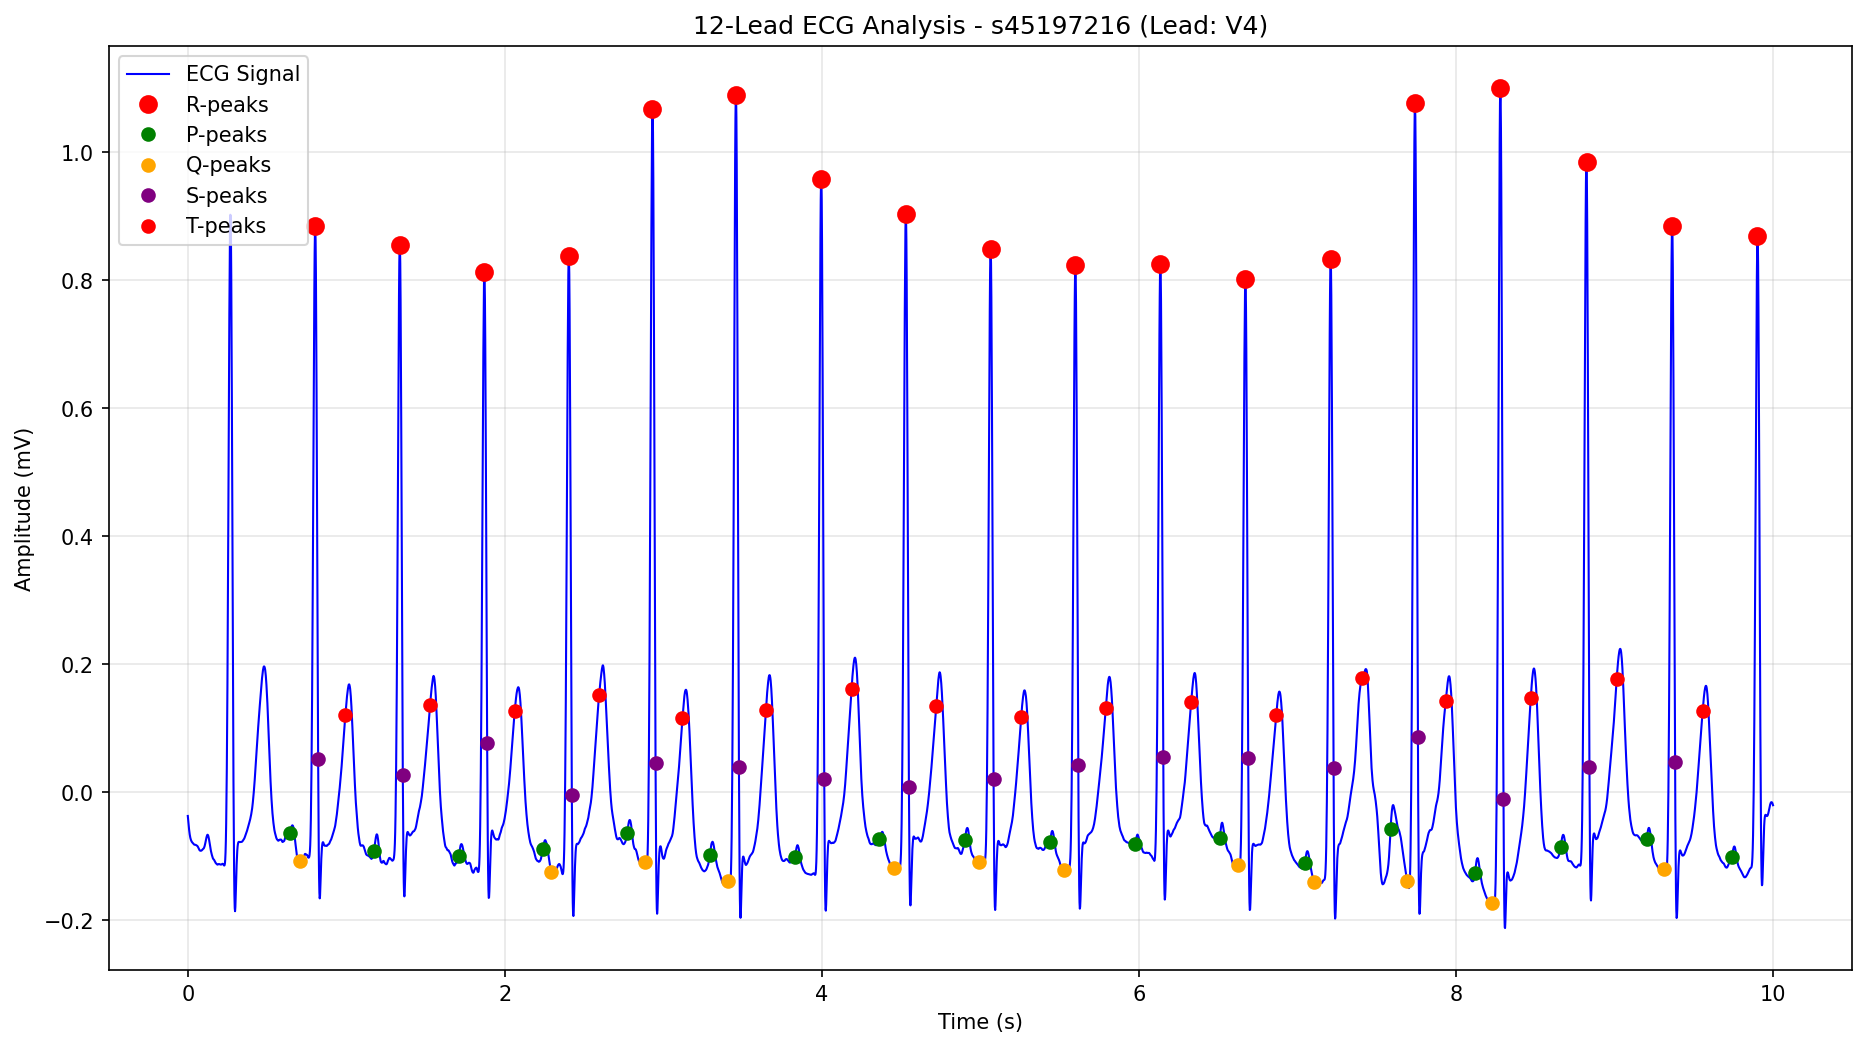 12-Lead ECG Analysis - s45197216 (Lead: V4)
ECG Signal
R-peaks
P-peaks
Q-peaks
S-peaks
T-peaks
Amplitude (mV)
1.0
0.8
0.6
0.4
0.2
0.0
−0.2
0 2 4 6 8 10
Time (s)